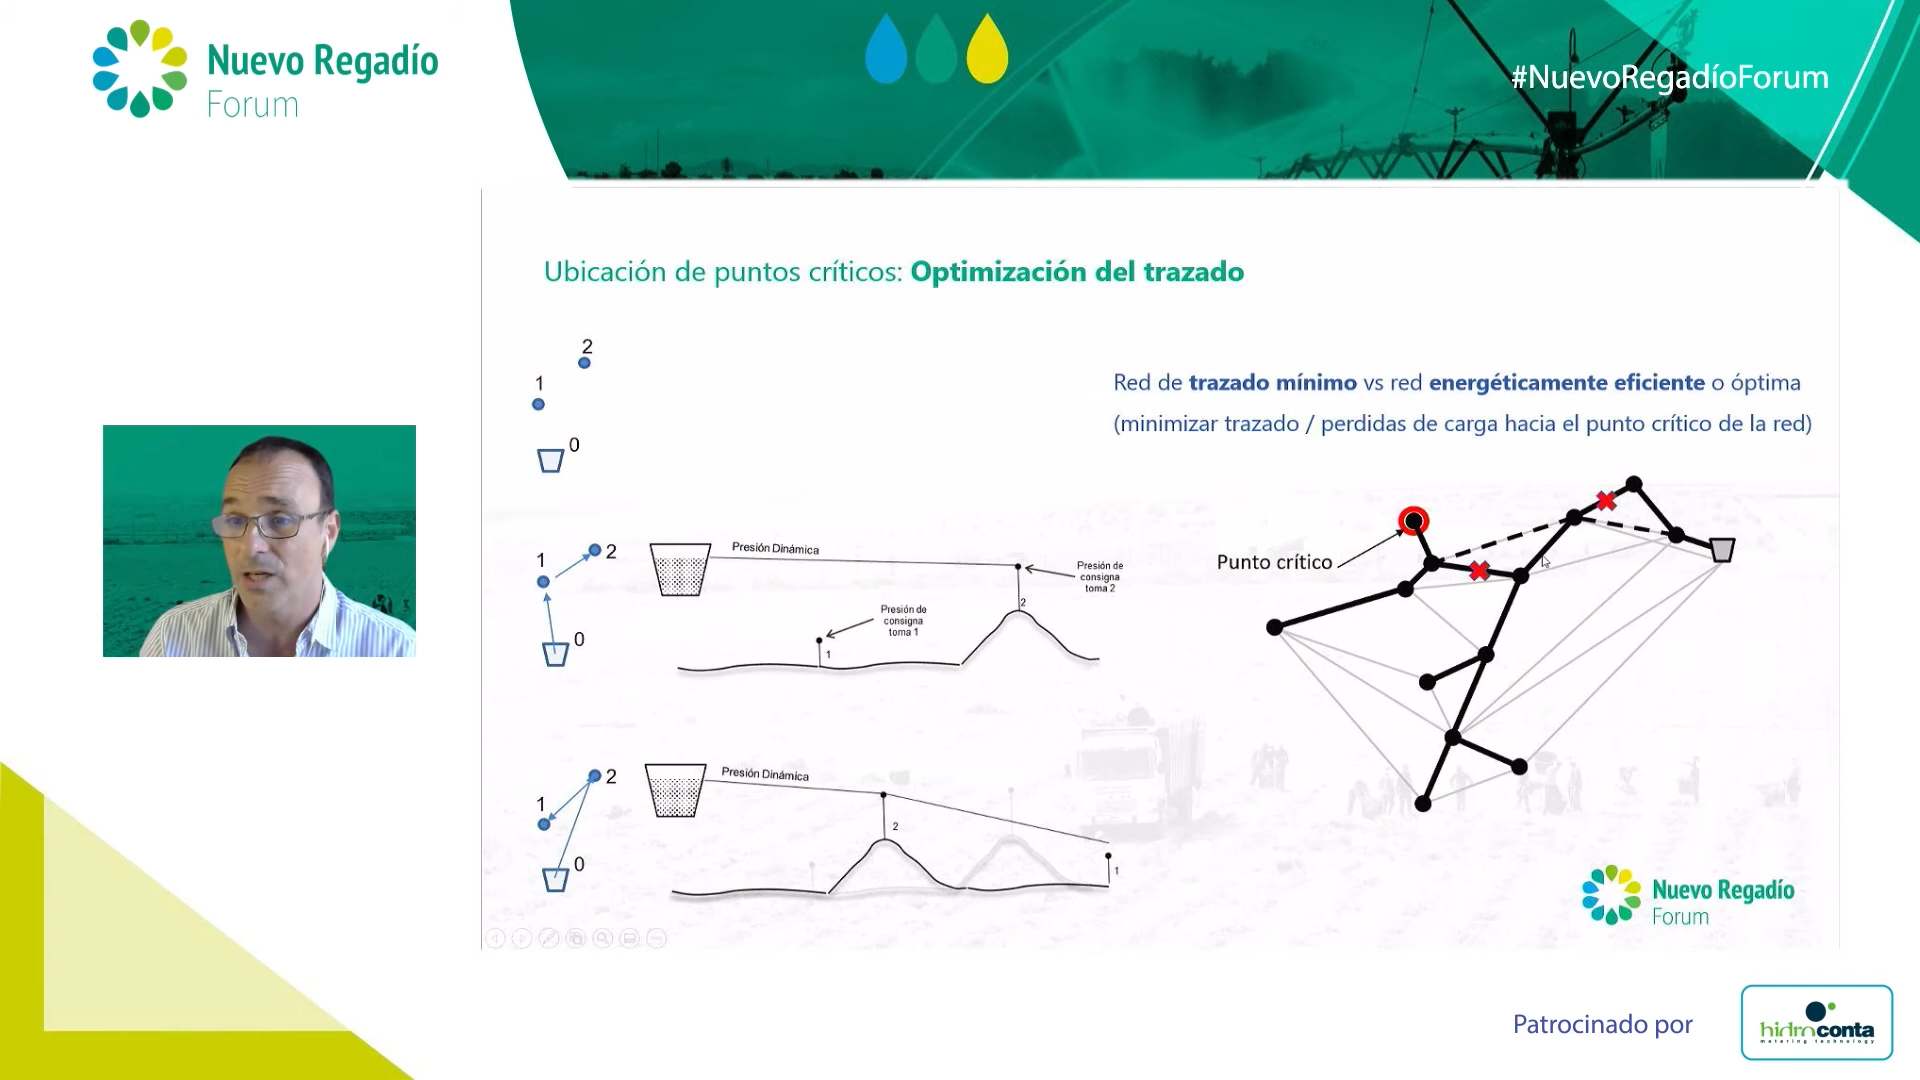 Nuevo Regadío
Forum
#NuevoRegadíoForum
Ubicación de puntos críticos: Optimización del trazado
2
1
0
Red de trazado mínimo vs red energéticamente eficiente o óptima
(minimizar trazado / perdidas de carga hacia el punto crítico de la red)
1
2
0
Presión Dinámica
Presión de
consigna
toma 2
2
Presión de
consigna
toma 1
1
Punto crítico
2
1
0
Presión Dinámica
2
1
Nuevo Regadío
Forum
Patrocinado por
hidroconta
metering technology